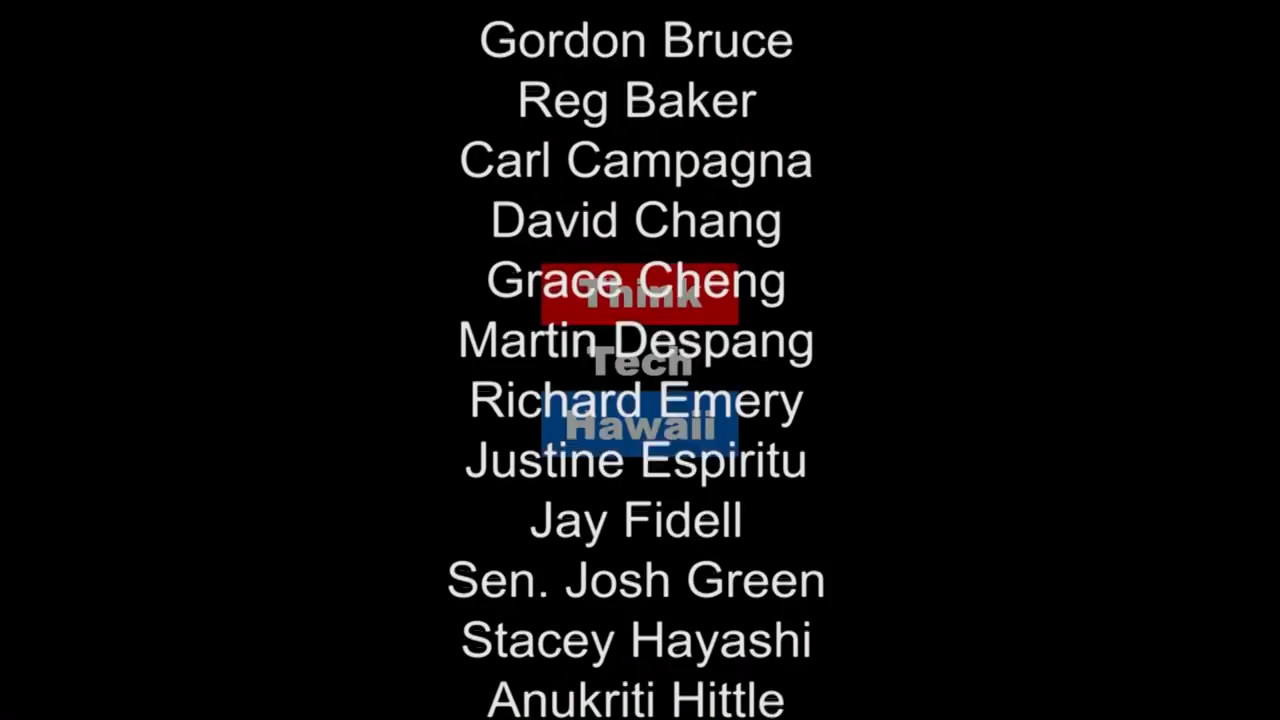 Gordon Bruce
Reg Baker
Carl Campagna
David Chang
Grace Cheng
Think
Martin Despang
Tech
Richard Emery
Hawaii
Justine Espiritu
Jay Fidell
Sen. Josh Green
Stacey Hayashi
Anukriti Hittle